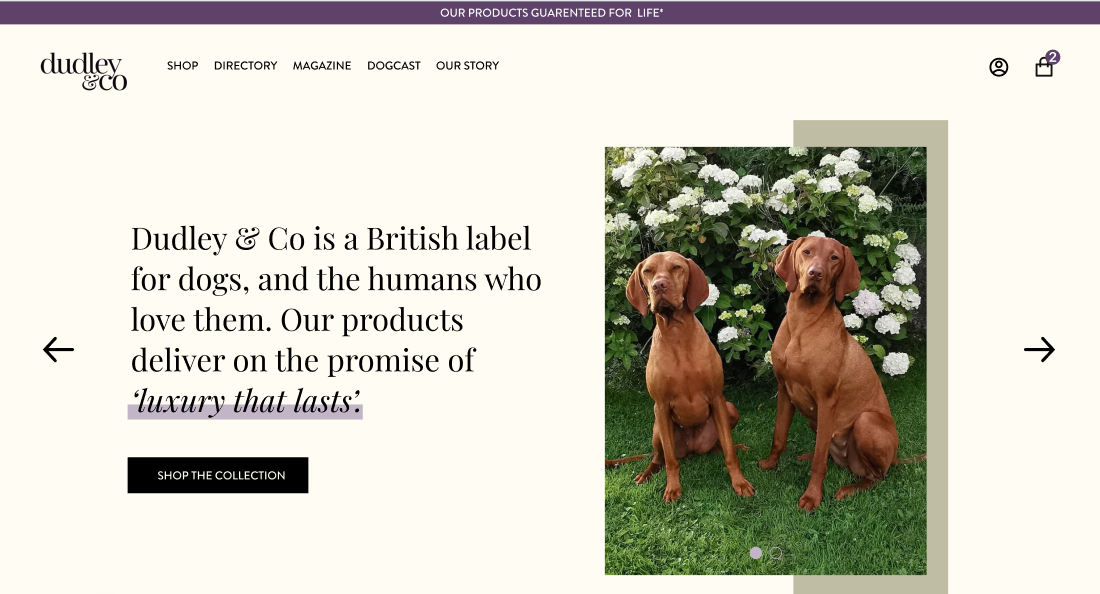 OUR PRODUCTS GUARENTEED FOR LIFE*
dudley
&co
SHOP DIRECTORY MAGAZINE DOGCAST OUR STORY
2
Dudley & Co is a British label
for dogs, and the humans who
love them. Our products
deliver on the promise of
‘luxury that lasts’.
SHOP THE COLLECTION